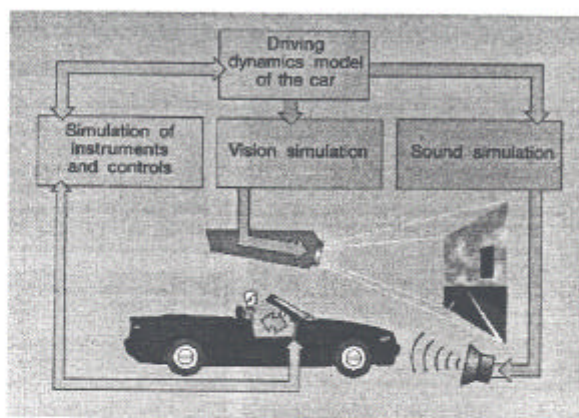 Driving
dynamics model
of the car
Simulation of
instruments
and controls
Vision simulation
Sound simulation